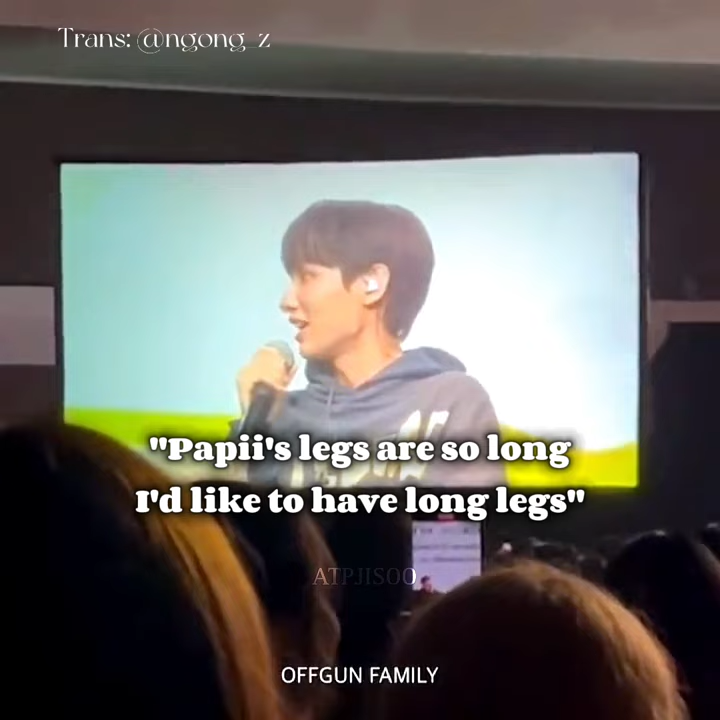 Trans: @ngong_z
"Papii's legs are so long
I'd like to have long legs"
ATPJISOO
OFFGUN FAMILY